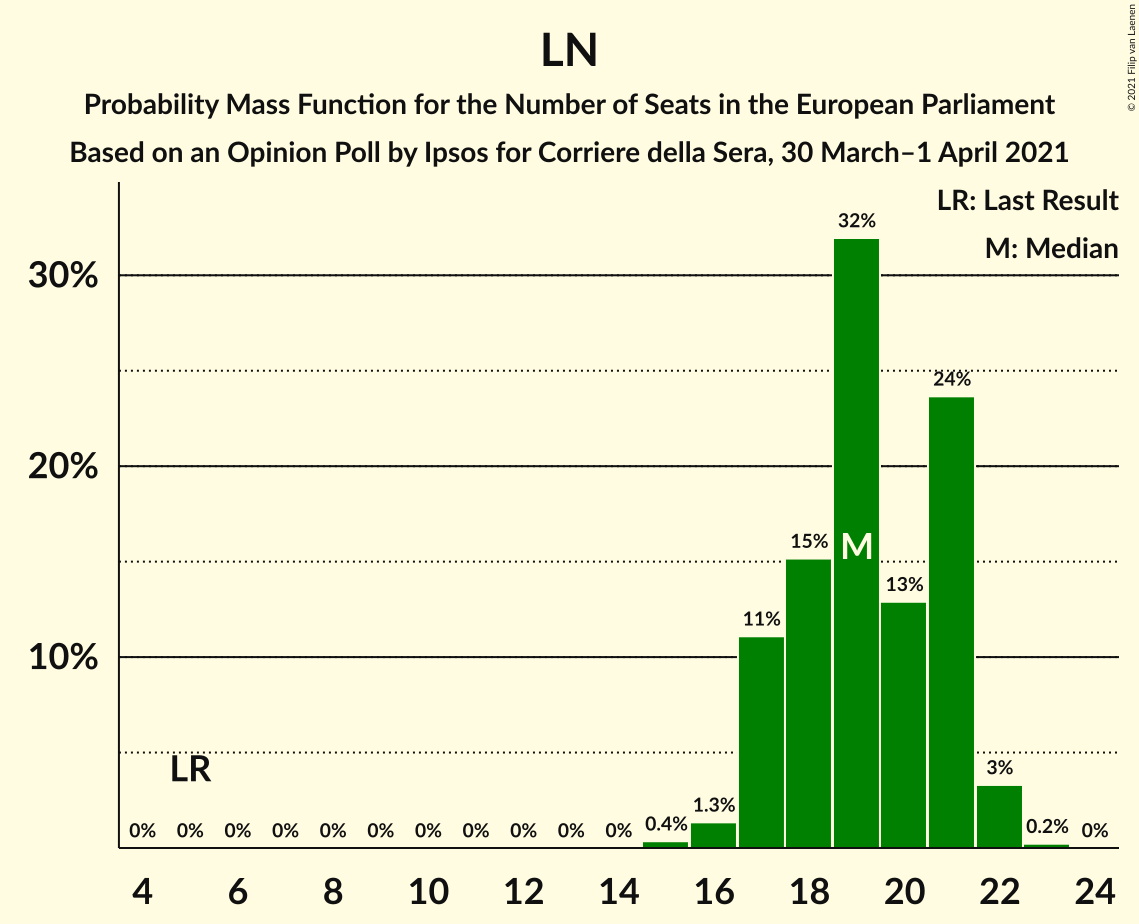 LN
Probability Mass Function for the Number of Seats in the European Parliament
Based on an Opinion Poll by Ipsos for Corriere della Sera, 30 March–1 April 2021
© 2021 Filip van Laenen
LR: Last Result
M: Median
30%
20%
10%
32%
24%
15%
M
13%
11%
LR
3%
1.3%
0.4%
0.2%
0% 0% 0% 0% 0% 0% 0% 0% 0% 0% 0% 0%
4 6 8 10 12 14 16 18 20 22 24